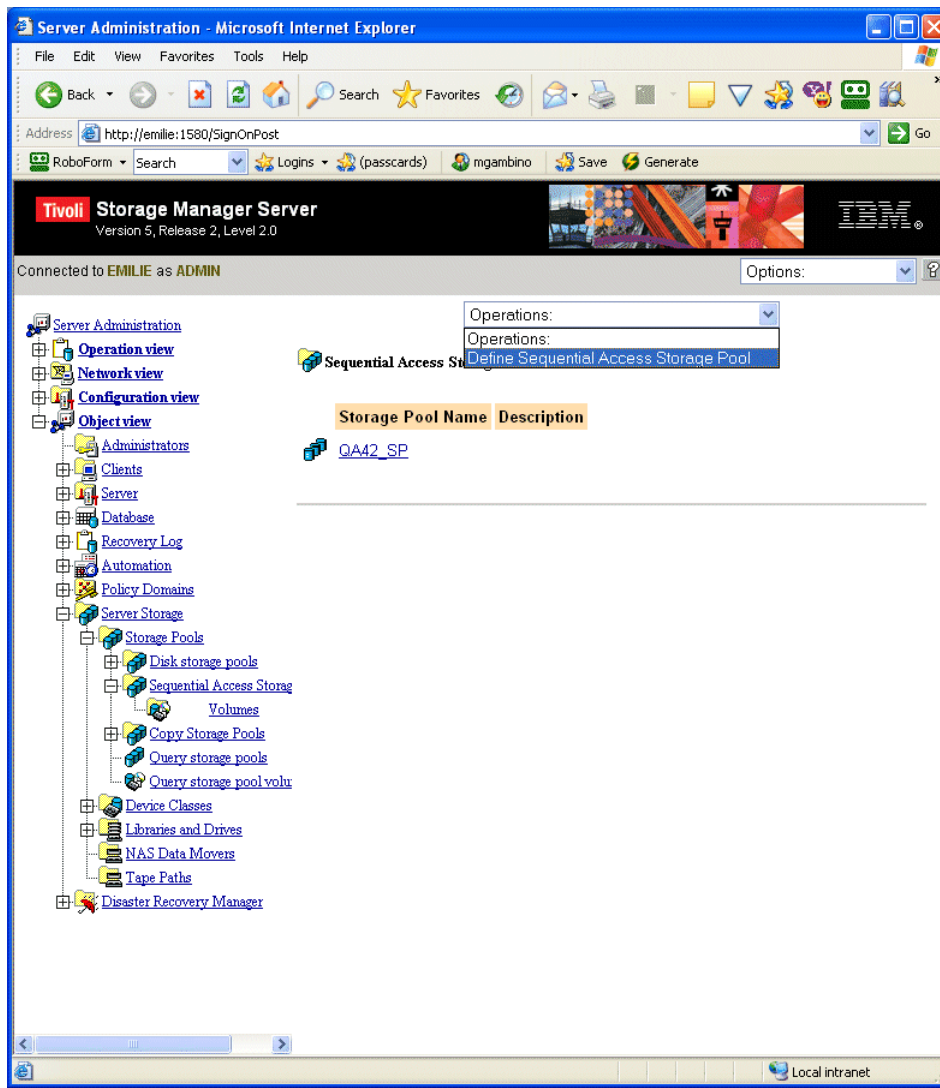 Server Administration - Microsoft Internet Explorer
File Edit View Favorites Tools Help
Back Search Favorites
Address http://emilie:1580/SignOnPost Go
RoboForm Search Logins (passcards) mgambino Save Generate
Tivoli Storage Manager Server
Version 5, Release 2, Level 2.0
IBM®
Connected to EMILIE as ADMIN
Options: ?
Operations:
Operations:
Define Sequential Access Storage Pool
Sequential Access St
Storage Pool Name Description
QA42_SP
Server Administration
Operation view
Network view
Configuration view
Object view
Administrators
Clients
Server
Database
Recovery Log
Automation
Policy Domains
Server Storage
Storage Pools
Disk storage pools
Sequential Access Storag
Volumes
Copy Storage Pools
Query storage pools
Query storage pool volu
Device Classes
Libraries and Drives
NAS Data Movers
Tape Paths
Disaster Recovery Manager
Local intranet